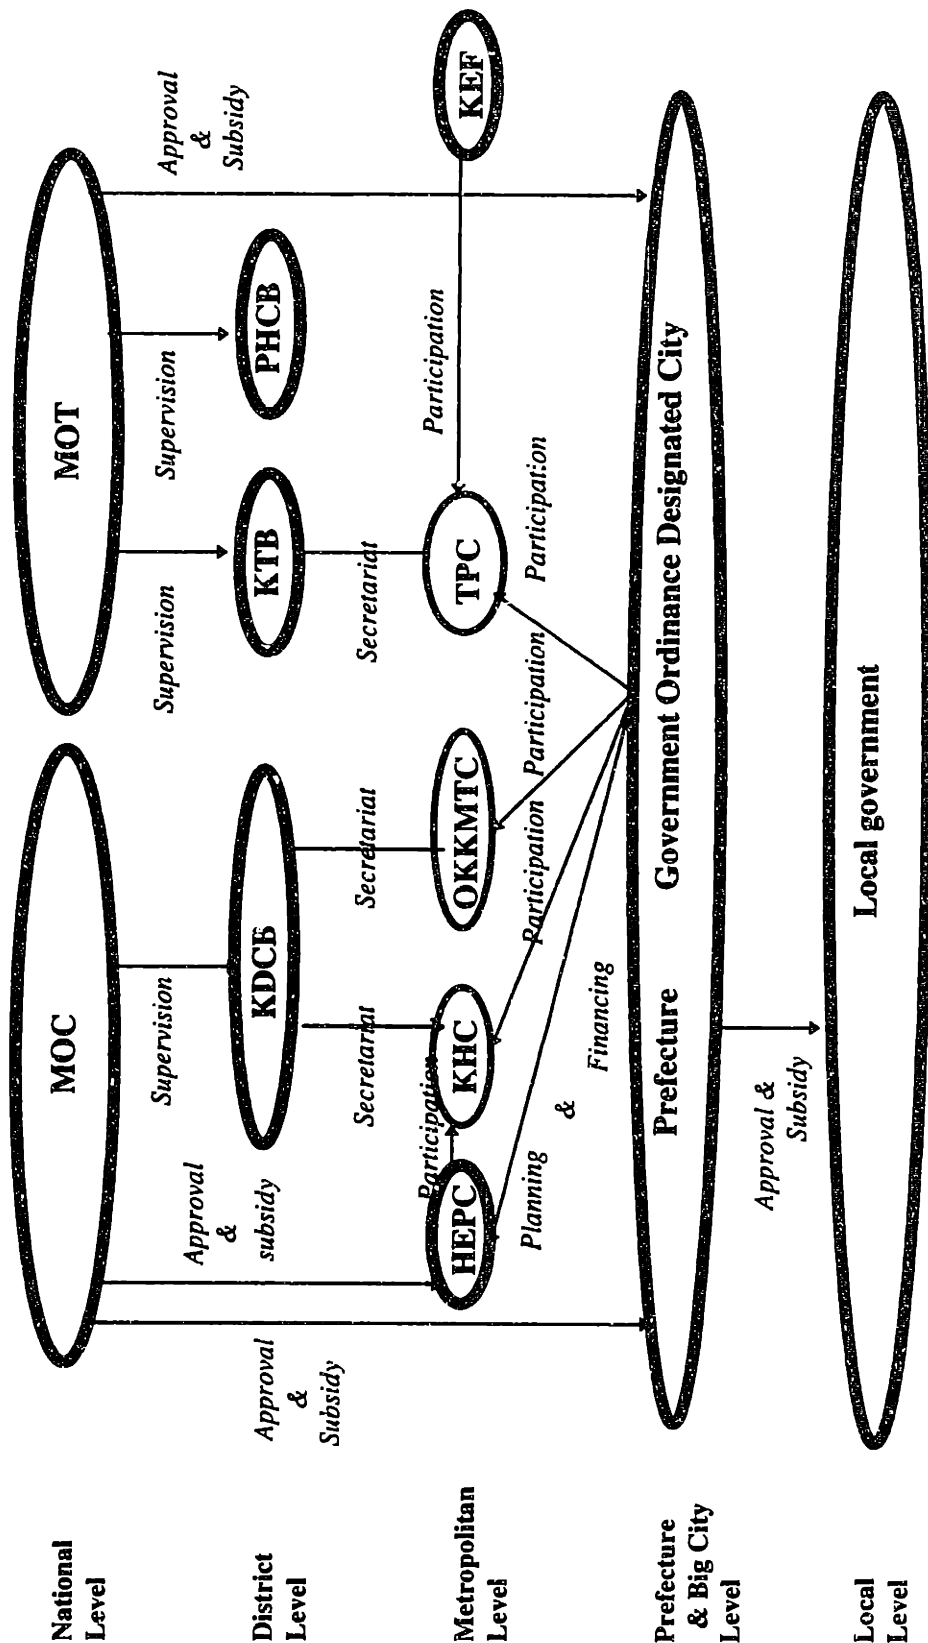 National
Level
MOC
MOT
Supervision
Supervision
Supervision
Approval
&
Subsidy
Approval
&
subsidy
Approval
&
Subsidy
District
Level
KDCB
KTB
PHCB
Secretariat
Secretariat
Secretariat
Participation
Participation
Metropolitan
Level
HEPC
KHC
OKKMTC
TPC
KEF
Planning
&
Financing
Participation
Participation
Participation
Prefecture
& Big City
Level
Prefecture
Government Ordinance Designated City
Approval &
Subsidy
Local
Level
Local government